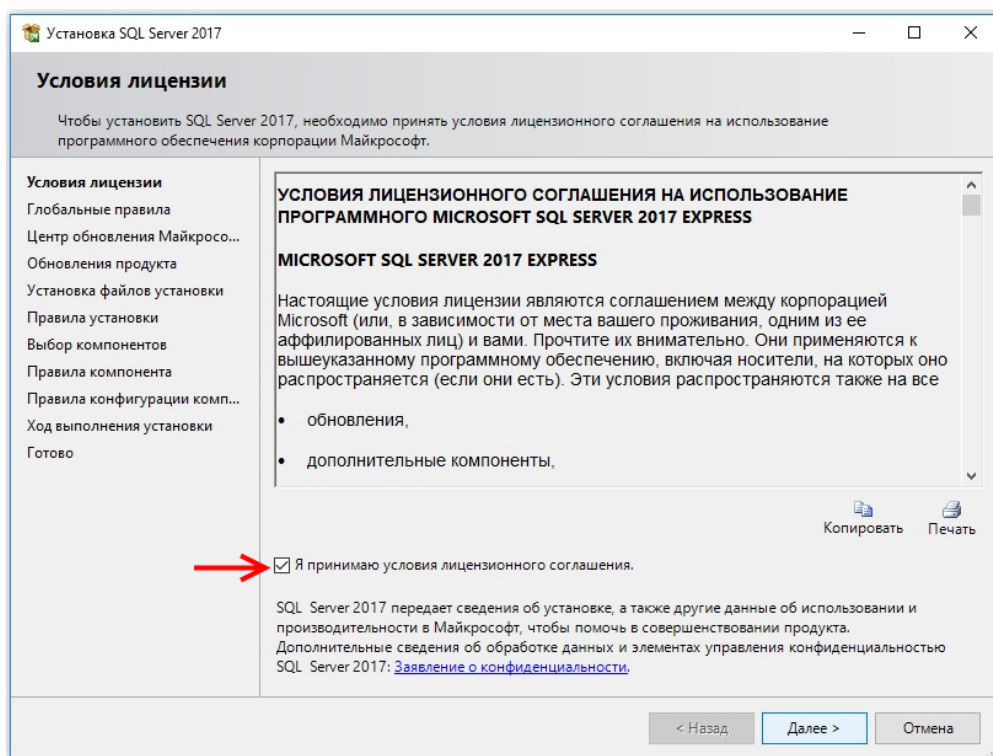 Установка SQL Server 2017
Условия лицензии
Чтобы установить SQL Server 2017, необходимо принять условия лицензионного соглашения на использование
программного обеспечения корпорации Майкрософт.
Условия лицензии
Глобальные правила
Центр обновления Майкросо...
Обновления продукта
Установка файлов установки
Правила установки
Выбор компонентов
Правила компонента
Правила конфигурации комп...
Ход выполнения установки
Готово
УСЛОВИЯ ЛИЦЕНЗИОННОГО СОГЛАШЕНИЯ НА ИСПОЛЬЗОВАНИЕ
ПРОГРАММНОГО MICROSOFT SQL SERVER 2017 EXPRESS
MICROSOFT SQL SERVER 2017 EXPRESS
Настоящие условия лицензии являются соглашением между корпорацией
Microsoft (или, в зависимости от места вашего проживания, одним из ее
аффилированных лиц) и вами. Прочтите их внимательно. Они применяются к
вышеуказанному программному обеспечению, включая носители, на которых оно
распространяется (если они есть). Эти условия распространяются также на все
• обновления,
• дополнительные компоненты,
Копировать Печать
Я принимаю условия лицензионного соглашения.
SQL Server 2017 передает сведения об установке, а также другие данные об использовании и
производительности в Майкрософт, чтобы помочь в совершенствовании продукта.
Дополнительные сведения об обработке данных и элементах управления конфиденциальностью
SQL Server 2017: Заявление о конфиденциальности.
< Назад Далее > Отмена